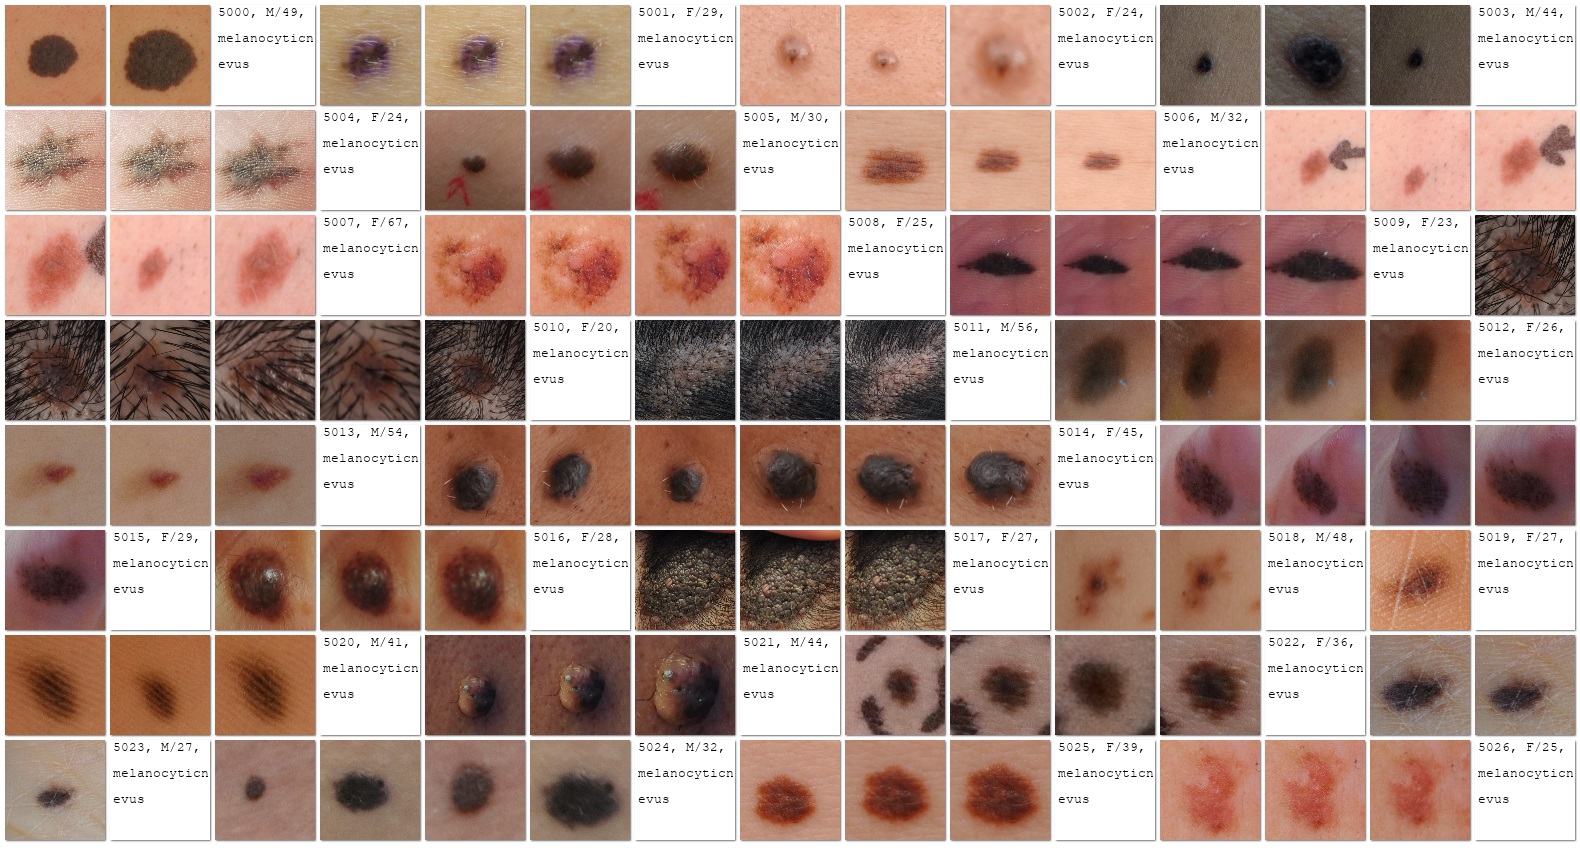 5000, M/49,
melanocyticn
evus
5001, F/29,
melanocyticn
evus
5002, F/24,
melanocyticn
evus
5003, M/44,
melanocyticn
evus
5004, F/24,
melanocyticn
evus
5005, M/30,
melanocyticn
evus
5006, M/32,
melanocyticn
evus
5007, F/67,
melanocyticn
evus
5008, F/25,
melanocyticn
evus
5009, F/23,
melanocyticn
evus
5010, F/20,
melanocyticn
evus
5011, M/56,
melanocyticn
evus
5012, F/26,
melanocyticn
evus
5013, M/54,
melanocyticn
evus
5014, F/45,
melanocyticn
evus
5015, F/29,
melanocyticn
evus
5016, F/28,
melanocyticn
evus
5017, F/27,
melanocyticn
evus
5018, M/48,
melanocyticn
evus
5019, F/27,
melanocyticn
evus
5020, M/41,
melanocyticn
evus
5021, M/44,
melanocyticn
evus
5022, F/36,
melanocyticn
evus
5023, M/27,
melanocyticn
evus
5024, M/32,
melanocyticn
evus
5025, F/39,
melanocyticn
evus
5026, F/25,
melanocyticn
evus